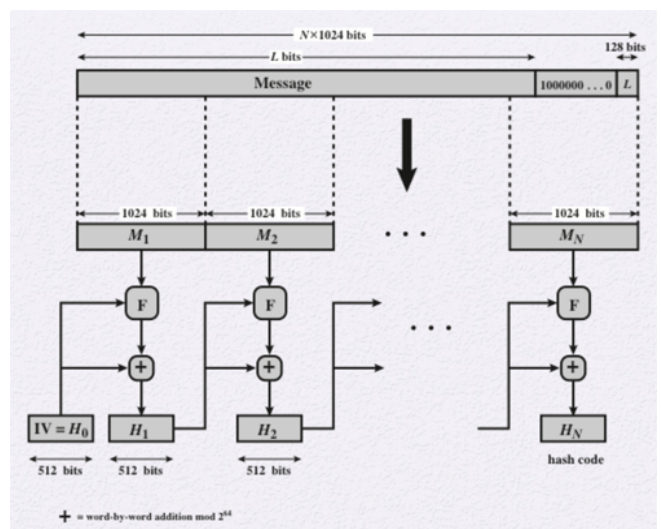 N×1024 bits
L bits
128 bits
Message
1000000 . . . 0
L
1024 bits
1024 bits
1024 bits
M1
M2
. . .
MN
F
F
. . .
F
+
+
+
IV = H0
H1
H2
HN
512 bits
512 bits
512 bits
hash code
+ = word-by-word addition mod 2^64